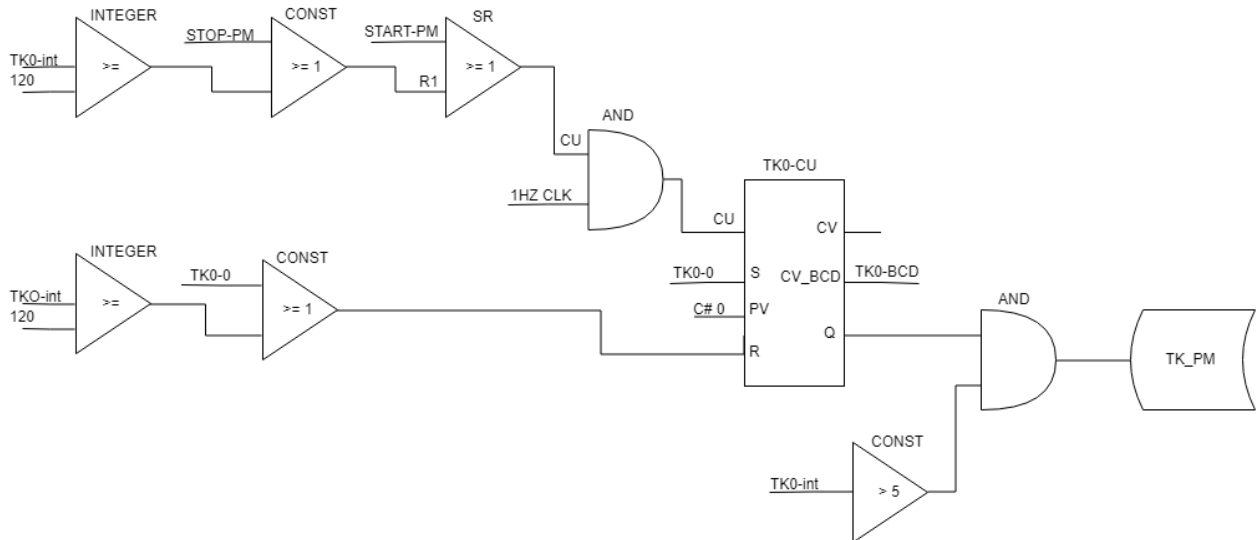 INTEGER
CONST
SR
STOP-PM
START-PM
TK0-int
120
>=
>= 1
R1
>= 1
AND
CU
1HZ CLK
TK0-CU
CU
CV
INTEGER
CONST
TK0-0
TKO-int
120
>=
>= 1
TK0-0
S
CV_BCD
TK0-BCD
C# 0
PV
AND
Q
R
TK_PM
CONST
TK0-int
> 5